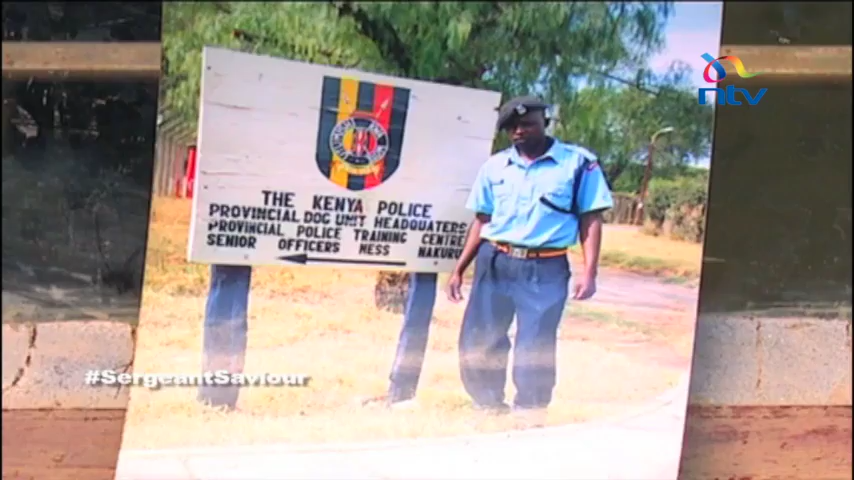 ntv
THE KENYA POLICE
PROVINCIAL DOG UNIT HEADQUATERS
PROVINCIAL POLICE TRAINING CENTRE
SENIOR OFFICERS MESS NAKURU
#SergeantSaviour